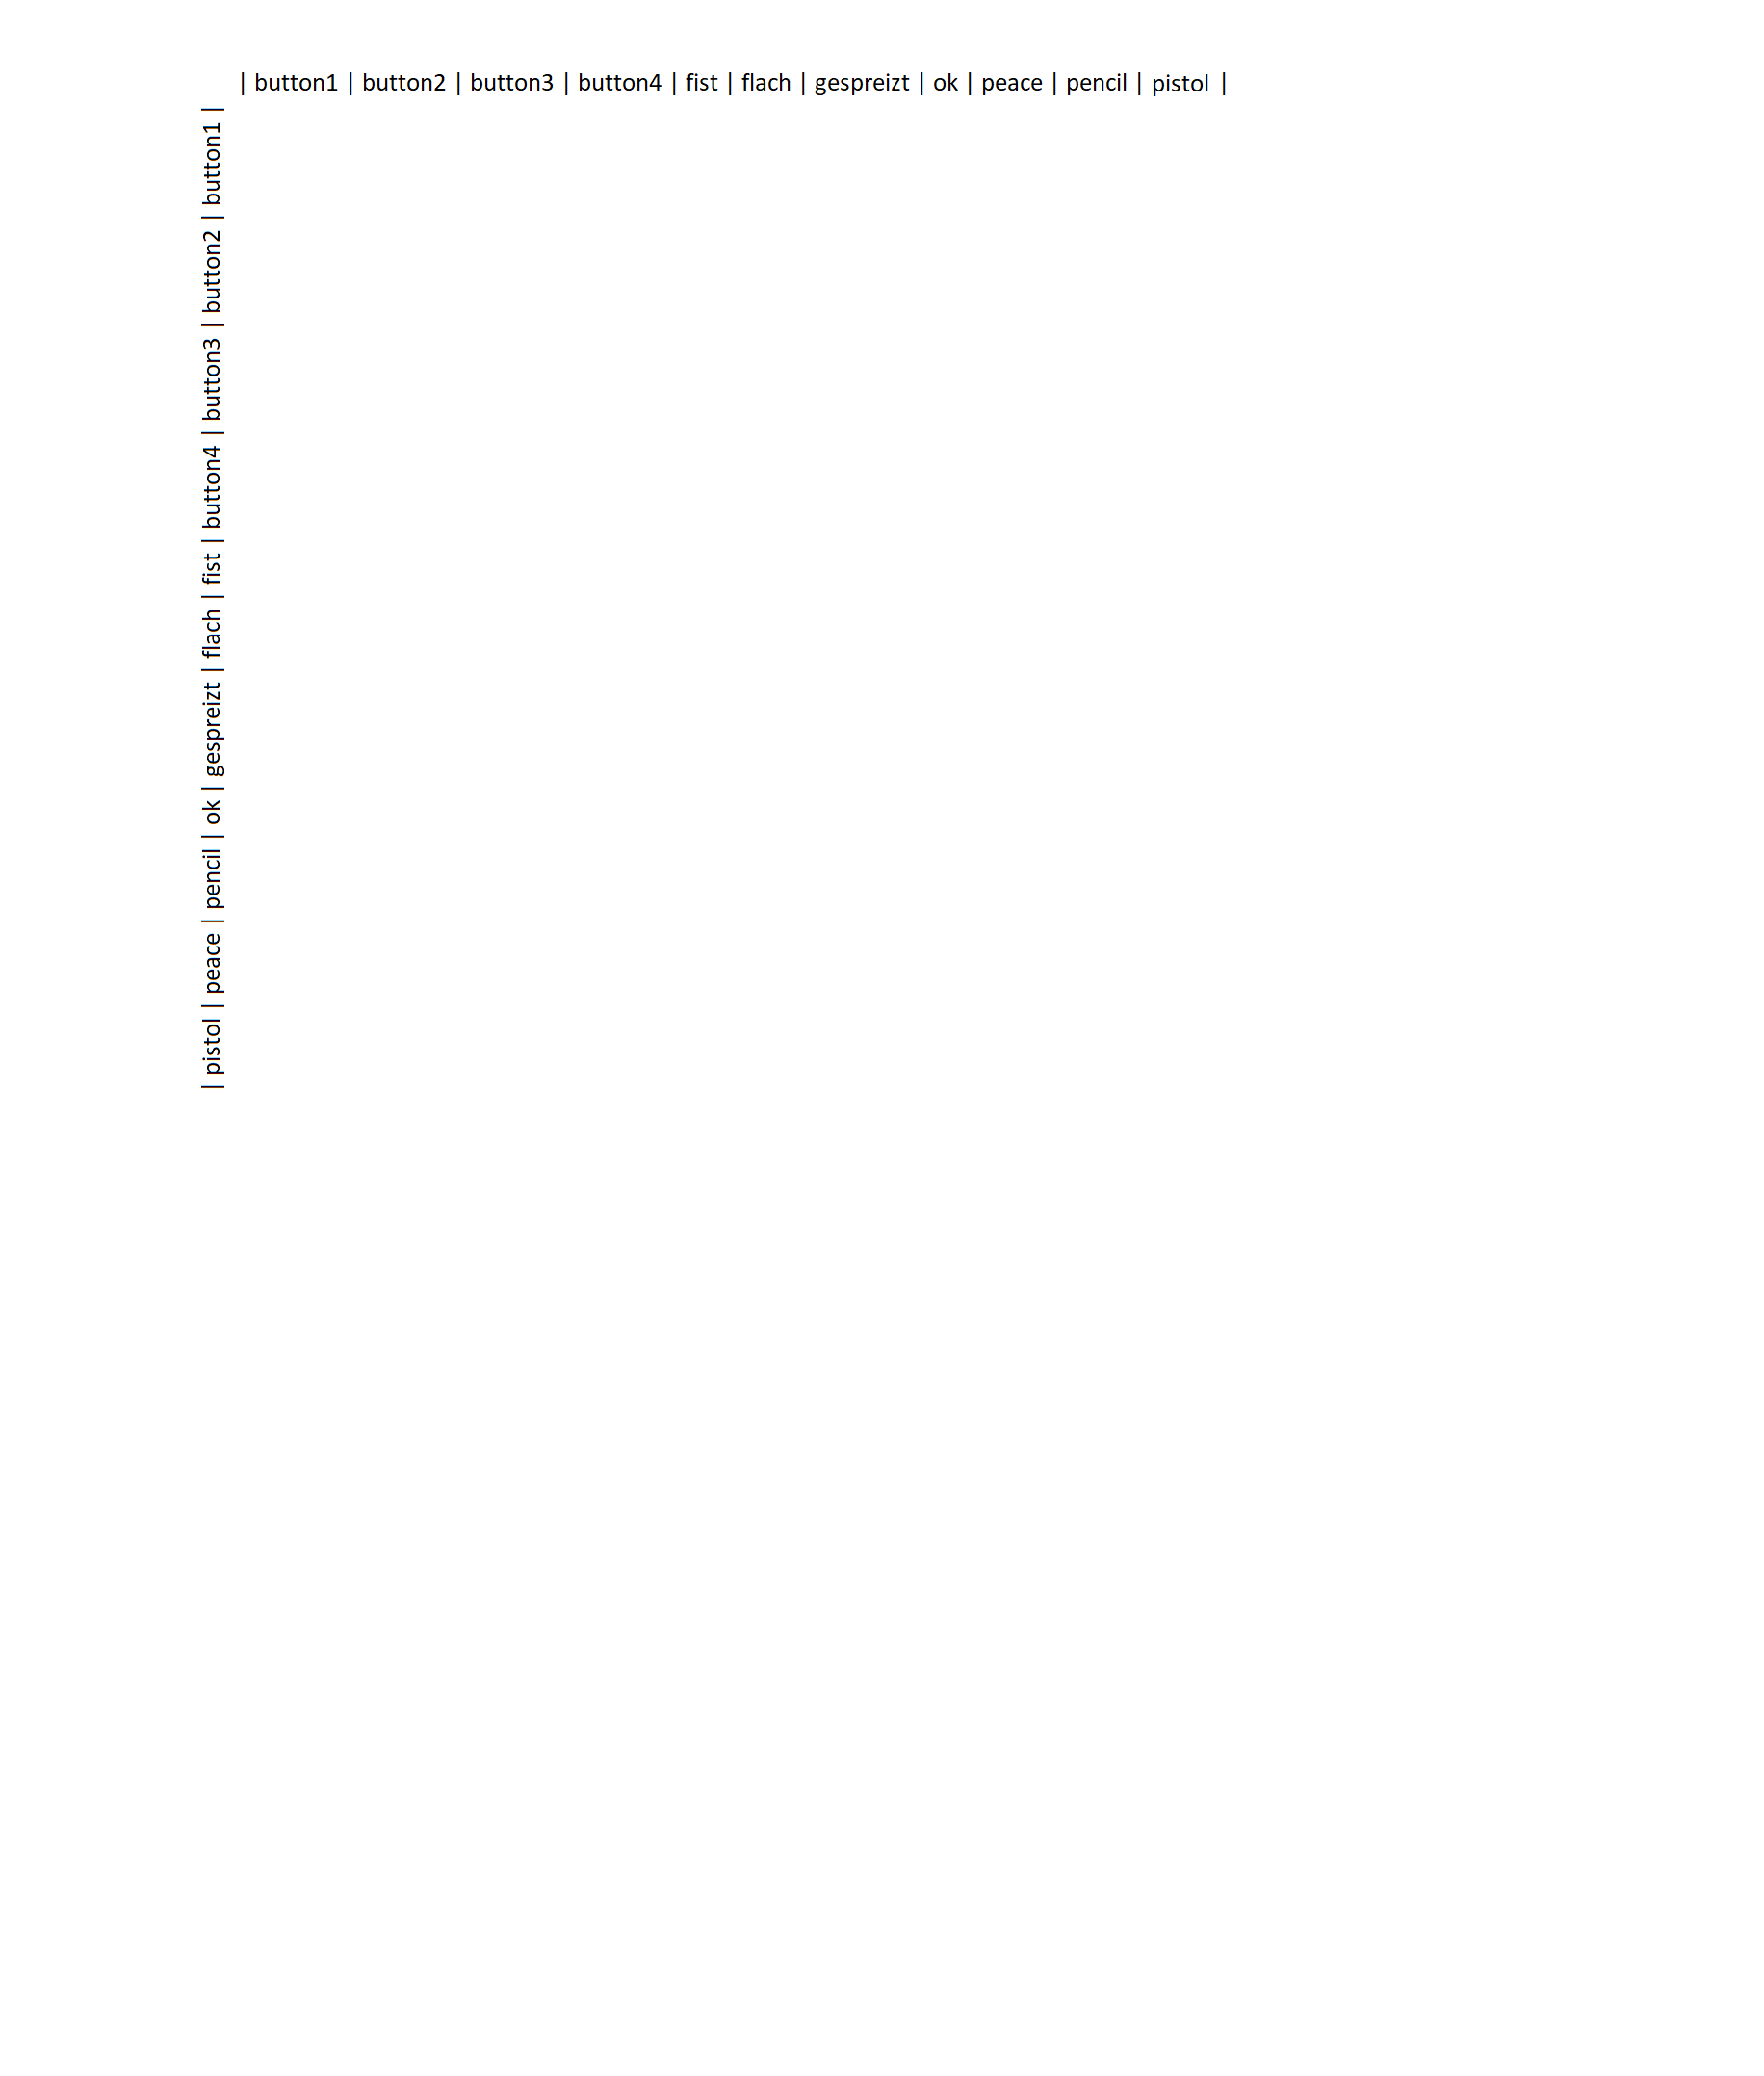 | button1 | button2 | button3 | button4 | fist | flach | gespreizt | ok | peace | pencil | pistol |
| pistol | peace | pencil | ok | gespreizt | flach | fist | button4 | button3 | button2 | button1 |